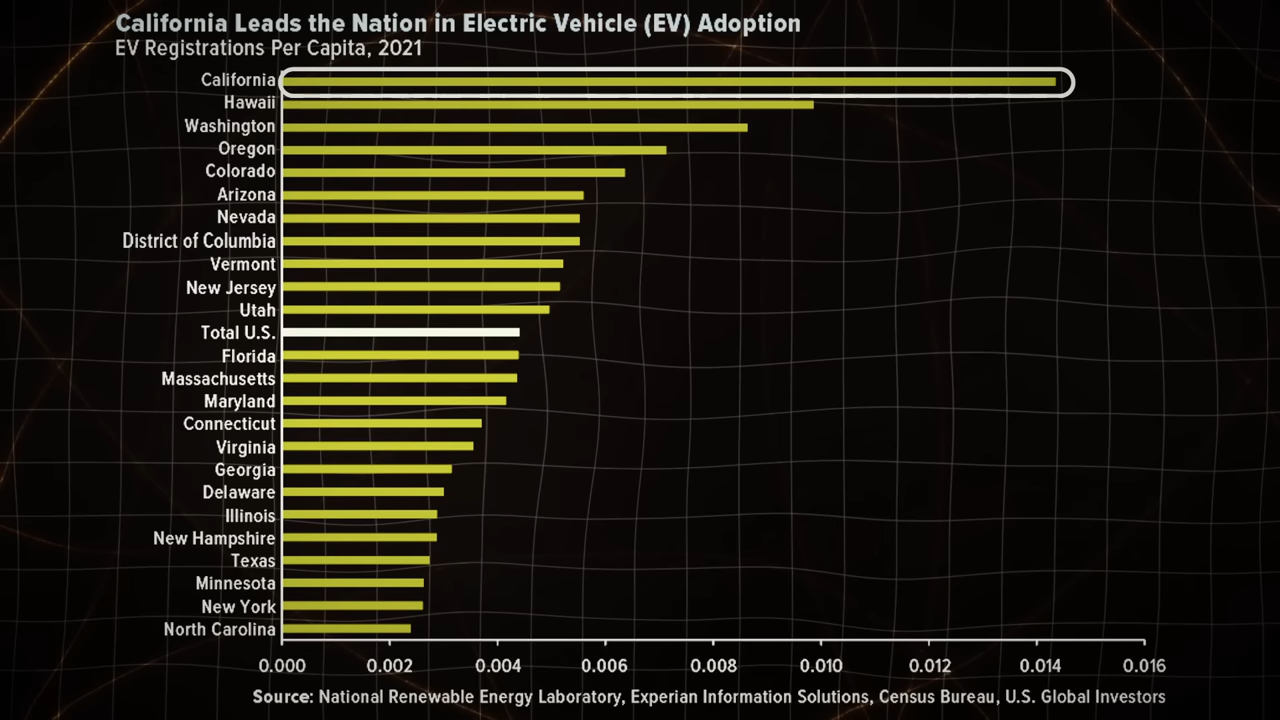 California Leads the Nation in Electric Vehicle (EV) Adoption
EV Registrations Per Capita, 2021
California
Hawaii
Washington
Oregon
Colorado
Arizona
Nevada
District of Columbia
Vermont
New Jersey
Utah
Total U.S.
Florida
Massachusetts
Maryland
Connecticut
Virginia
Georgia
Delaware
Illinois
New Hampshire
Texas
Minnesota
New York
North Carolina
0.000 0.002 0.004 0.006 0.008 0.010 0.012 0.014 0.016
Source: National Renewable Energy Laboratory, Experian Information Solutions, Census Bureau, U.S. Global Investors